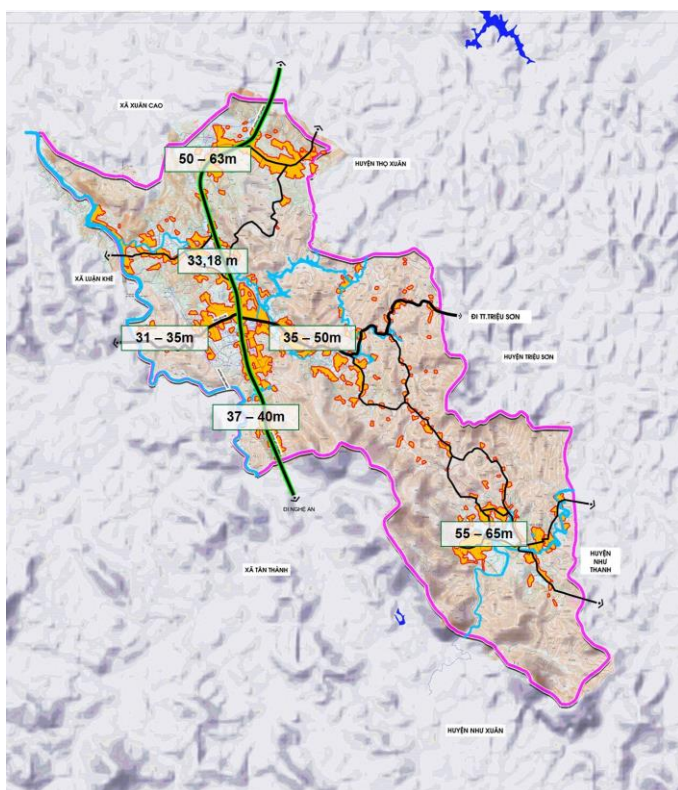 XÃ XUÂN CAO
50 – 63m
HUYỆN THỌ XUÂN
33,18 m
XÃ LUẬN KHÊ
ĐI TT.TRIỆU SƠN
31 – 35m
35 – 50m
HUYỆN TRIỆU SƠN
37 – 40m
ĐI NGHỆ AN
55 – 65m
HUYỆN
NHƯ
THANH
XÃ TÂN THÀNH
HUYỆN NHƯ XUÂN